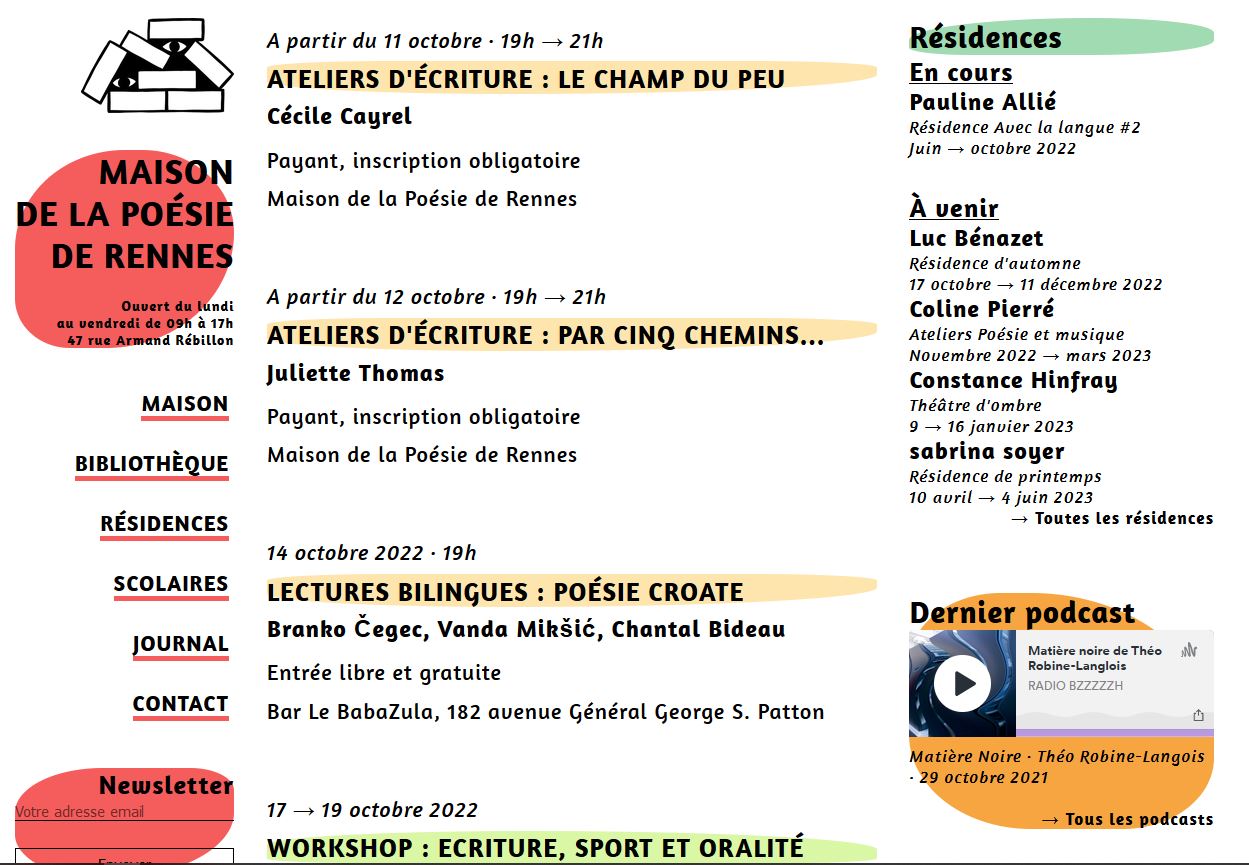 MAISON
DE LA POÉSIE
DE RENNES
Ouvert du lundi
au vendredi de 09h à 17h
47 rue Armand Rébillon
MAISON
BIBLIOTHÈQUE
RÉSIDENCES
SCOLAIRES
JOURNAL
CONTACT
Newsletter
Votre adresse email
Envoyer
A partir du 11 octobre · 19h → 21h
ATELIERS D'ÉCRITURE : LE CHAMP DU PEU
Cécile Cayrel
Payant, inscription obligatoire
Maison de la Poésie de Rennes
A partir du 12 octobre · 19h → 21h
ATELIERS D'ÉCRITURE : PAR CINQ CHEMINS...
Juliette Thomas
Payant, inscription obligatoire
Maison de la Poésie de Rennes
14 octobre 2022 · 19h
LECTURES BILINGUES : POÉSIE CROATE
Branko Čegec, Vanda Mikšić, Chantal Bideau
Entrée libre et gratuite
Bar Le BabaZula, 182 avenue Général George S. Patton
17 → 19 octobre 2022
WORKSHOP : ECRITURE, SPORT ET ORALITÉ
Résidences
En cours
Pauline Allié
Résidence Avec la langue #2
Juin → octobre 2022
À venir
Luc Bénazet
Résidence d'automne
17 octobre → 11 décembre 2022
Coline Pierré
Ateliers Poésie et musique
Novembre 2022 → mars 2023
Constance Hinfray
Théâtre d'ombre
9 → 16 janvier 2023
sabrina soyer
Résidence de printemps
10 avril → 4 juin 2023
→ Toutes les résidences
Dernier podcast
Matière noire de Théo
Robine-Langlois
RADIO BZZZZZH
Matière Noire · Théo Robine-Langlois
· 29 octobre 2021
→ Tous les podcasts